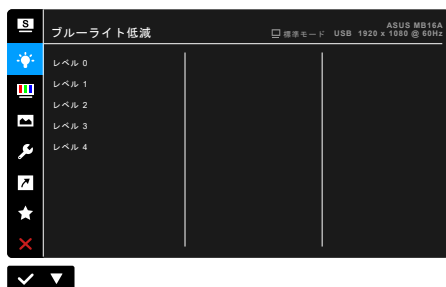 S
ブルーライト低減
標準モード USB 1920 x 1080 @ 60Hz
ASUS MB16A
レベル 0
レベル 1
レベル 2
レベル 3
レベル 4